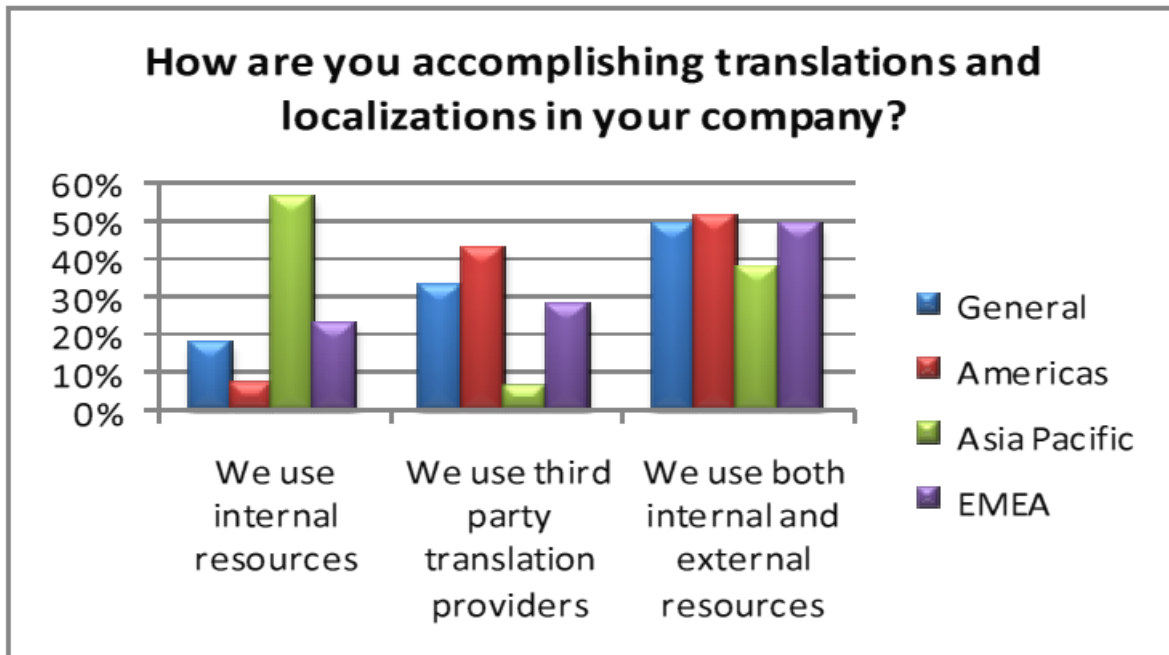 How are you accomplishing translations and
localizations in your company?
60%
50%
40%
30%
20%
10%
0%
We use
internal
resources
We use third
party
translation
providers
We use both
internal and
external
resources
General
Americas
Asia Pacific
EMEA